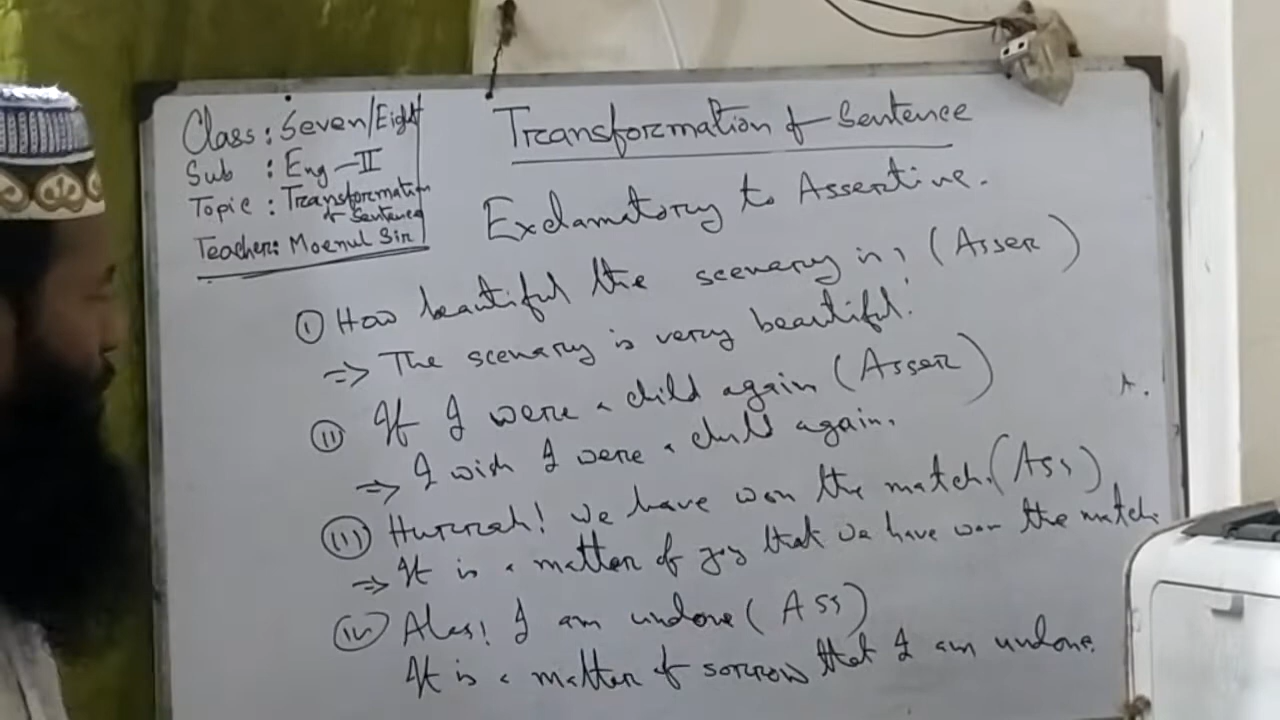 Class : Seven/Eight
Sub : Eng-II
Topic : Transformation
of Sentence
Teacher: Moenul Sir
Transformation of Sentence
Exclamatory to Assertive.
(i) How beautiful the scenery is, (Asser)
=> The scenary is very beautiful!
(ii) If I were a child again (Asser)
=> I wish I were a child again.
(iii) Hurrah! we have won the match. (Ass)
=> It is a matter of joy that we have won the match.
(iv) Alas! I am undone (Ass)
It is a matter of sorrow that I am undone.
A.